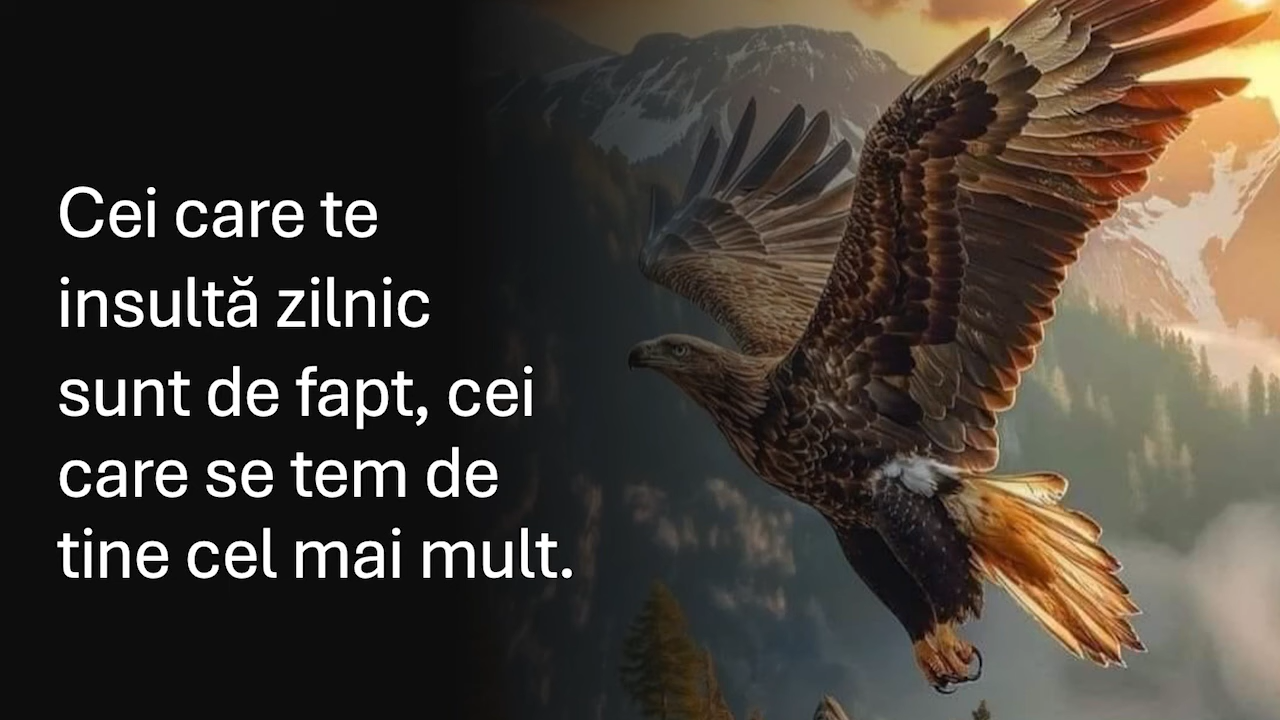 Cei care te
insultă zilnic
sunt de fapt, cei
care se tem de
tine cel mai mult.